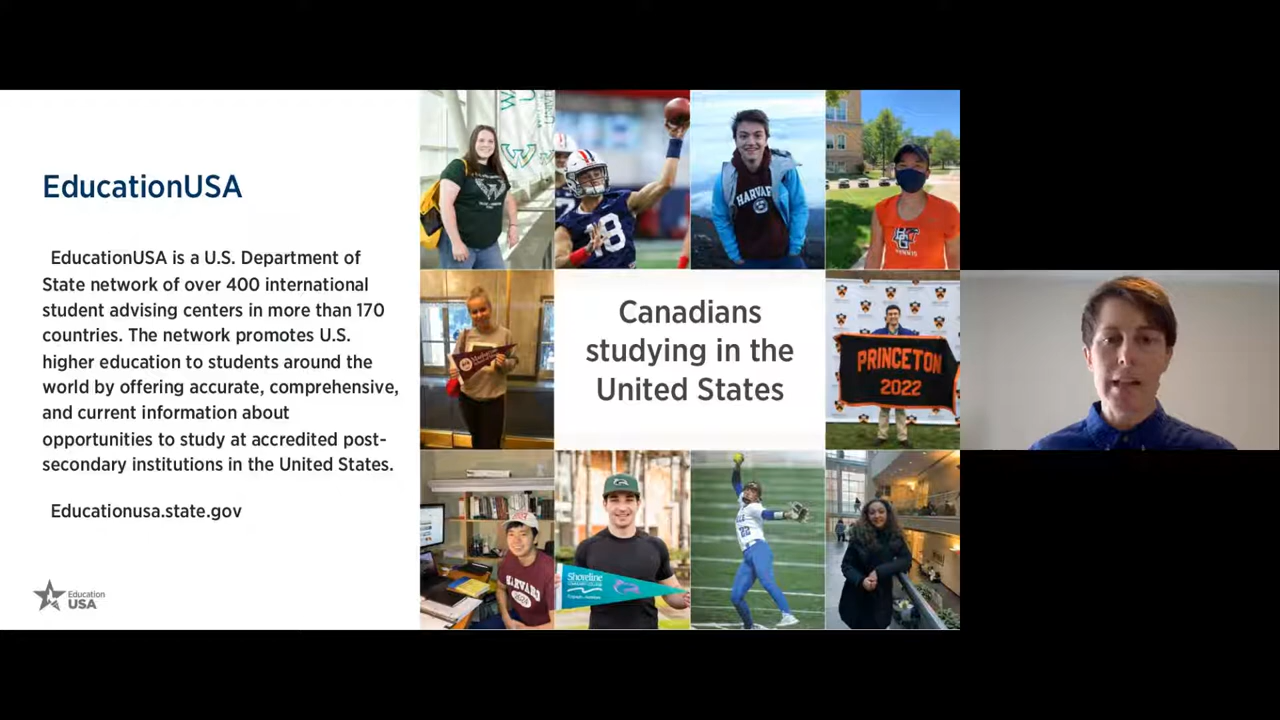 EducationUSA
EducationUSA is a U.S. Department of
State network of over 400 international
student advising centers in more than 170
countries. The network promotes U.S.
higher education to students around the
world by offering accurate, comprehensive,
and current information about
opportunities to study at accredited post-
secondary institutions in the United States.
Educationusa.state.gov
Education
USA
Canadians
studying in the
United States
18
HARVARD
TENNIS
PRINCETON
2022
HARVARD
Shoreline
22